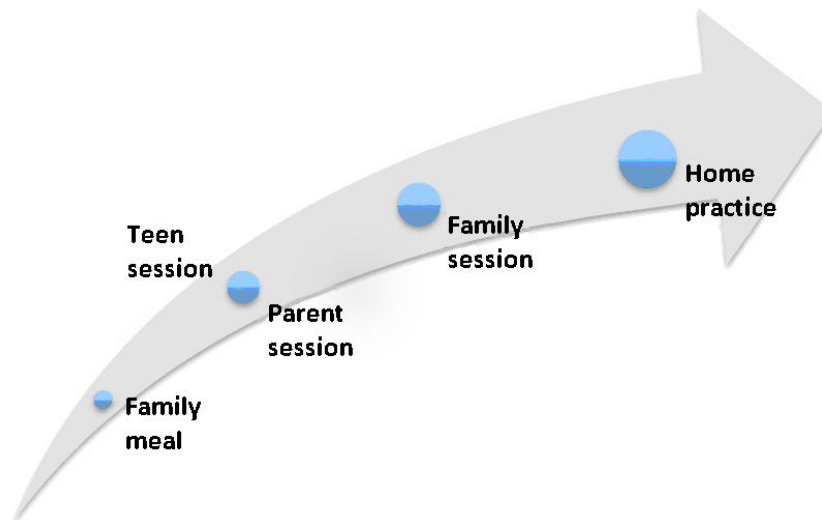 Family
meal
Teen
session
Parent
session
Family
session
Home
practice